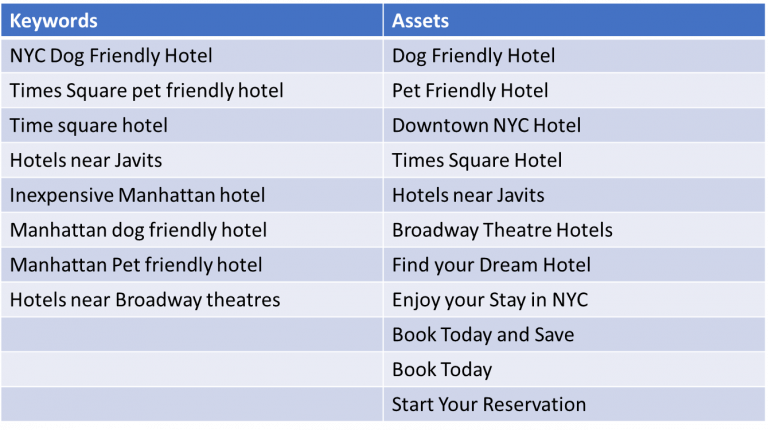 Keywords Assets
NYC Dog Friendly Hotel Dog Friendly Hotel
Times Square pet friendly hotel Pet Friendly Hotel
Time square hotel Downtown NYC Hotel
Hotels near Javits Times Square Hotel
Inexpensive Manhattan hotel Hotels near Javits
Manhattan dog friendly hotel Broadway Theatre Hotels
Manhattan Pet friendly hotel Find your Dream Hotel
Hotels near Broadway theatres Enjoy your Stay in NYC
Book Today and Save
Book Today
Start Your Reservation